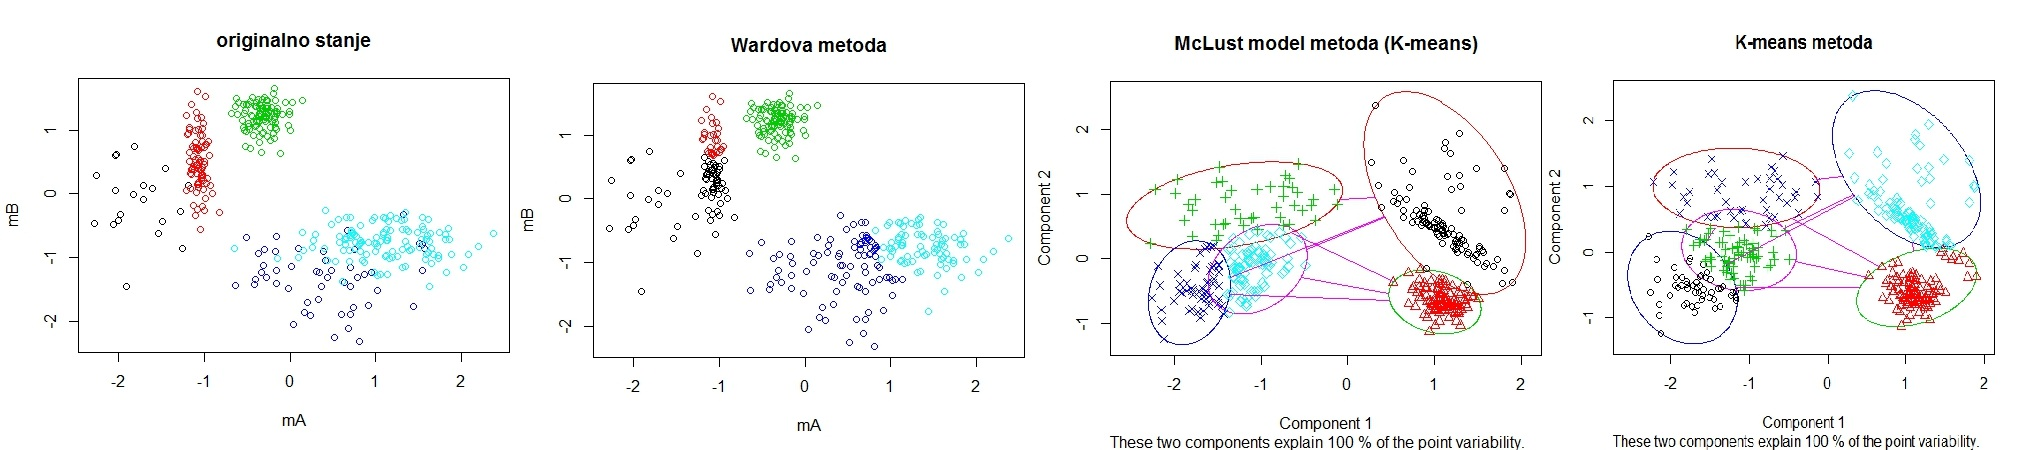 originalno stanje
1
0
-1
-2
mB
-2 -1 0 1 2
mA
Wardova metoda
1
0
-1
-2
mB
-2 -1 0 1 2
mA
McLust model metoda (K-means)
2
1
0
-1
Component 2
-2 -1 0 1 2
Component 1
These two components explain 100 % of the point variability.
K-means metoda
2
1
0
-1
Component 2
-2 -1 0 1 2
Component 1
These two components explain 100 % of the point variability.